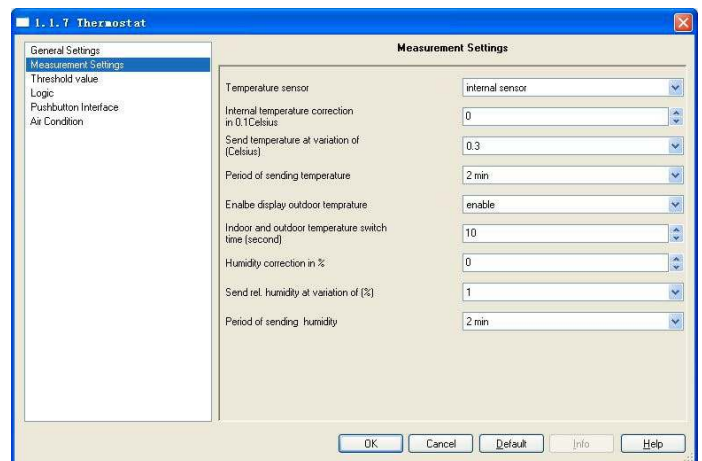 1.1.7 Thermostat
General Settings
Measurement Settings
Threshold value
Logic
Pushbutton Interface
Air Condition
Measurement Settings
Temperature sensor
internal sensor
Internal temperature correction
in 0.1Celsius
0
Send temperature at variation of
(Celsius)
0.3
Period of sending temperature
2 min
Enalbe display outdoor temprature
enable
Indoor and outdoor temperature switch
time (second)
10
Humidity correction in %
0
Send rel. humidity at variation of (%)
1
Period of sending humidity
2 min
OK
Cancel
Default
Info
Help